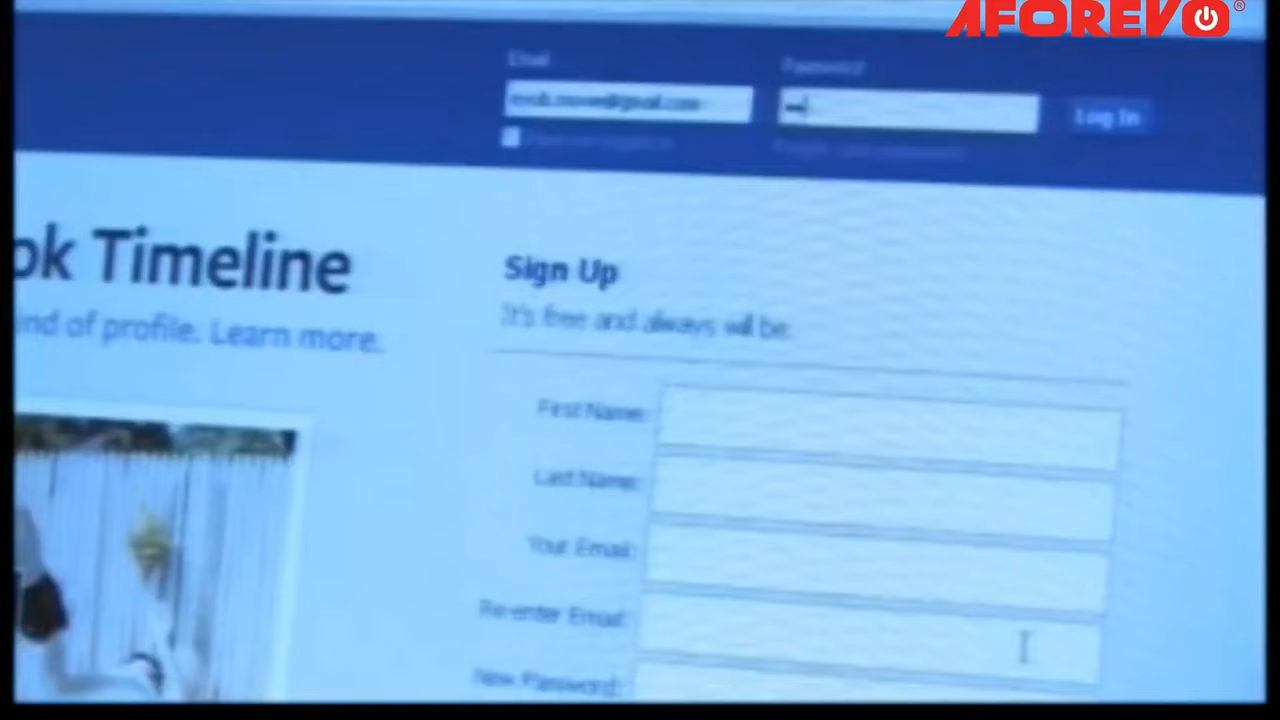 AFOREVO®
Email
Password
Log In
ok Timeline
Sign Up
ind of profile. Learn more.
It's free and always will be.
First Name:
Last Name:
Your Email:
Re-enter Email:
New Password: